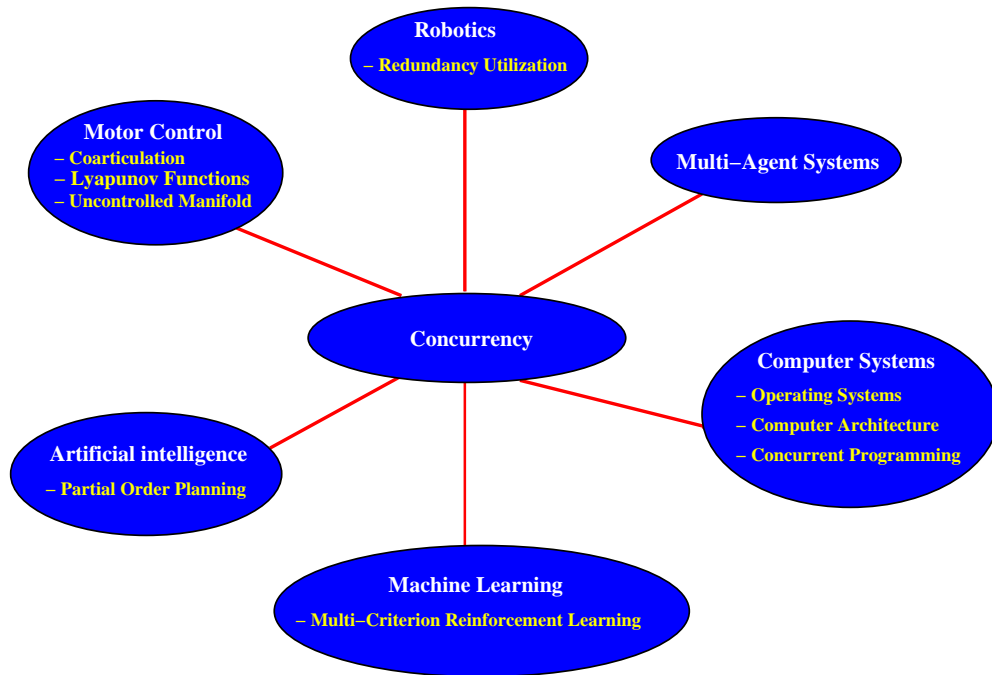 Robotics
– Redundancy Utilization
Motor Control
– Coarticulation
– Lyapunov Functions
– Uncontrolled Manifold
Multi–Agent Systems
Concurrency
Computer Systems
– Operating Systems
– Computer Architecture
– Concurrent Programming
Artificial intelligence
– Partial Order Planning
Machine Learning
– Multi–Criterion Reinforcement Learning